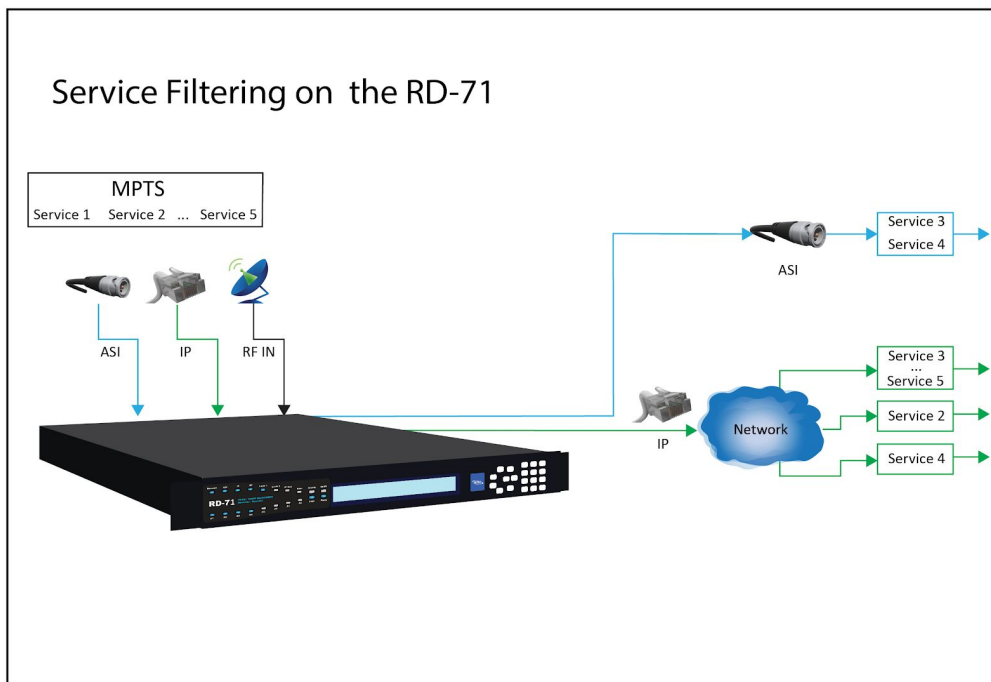 Service Filtering on the RD-71
MPTS
Service 1 Service 2 ... Service 5
ASI
IP
RF IN
ASI
Service 3
Service 4
IP
Network
Service 3
...
Service 5
Service 2
Service 4
RD-71